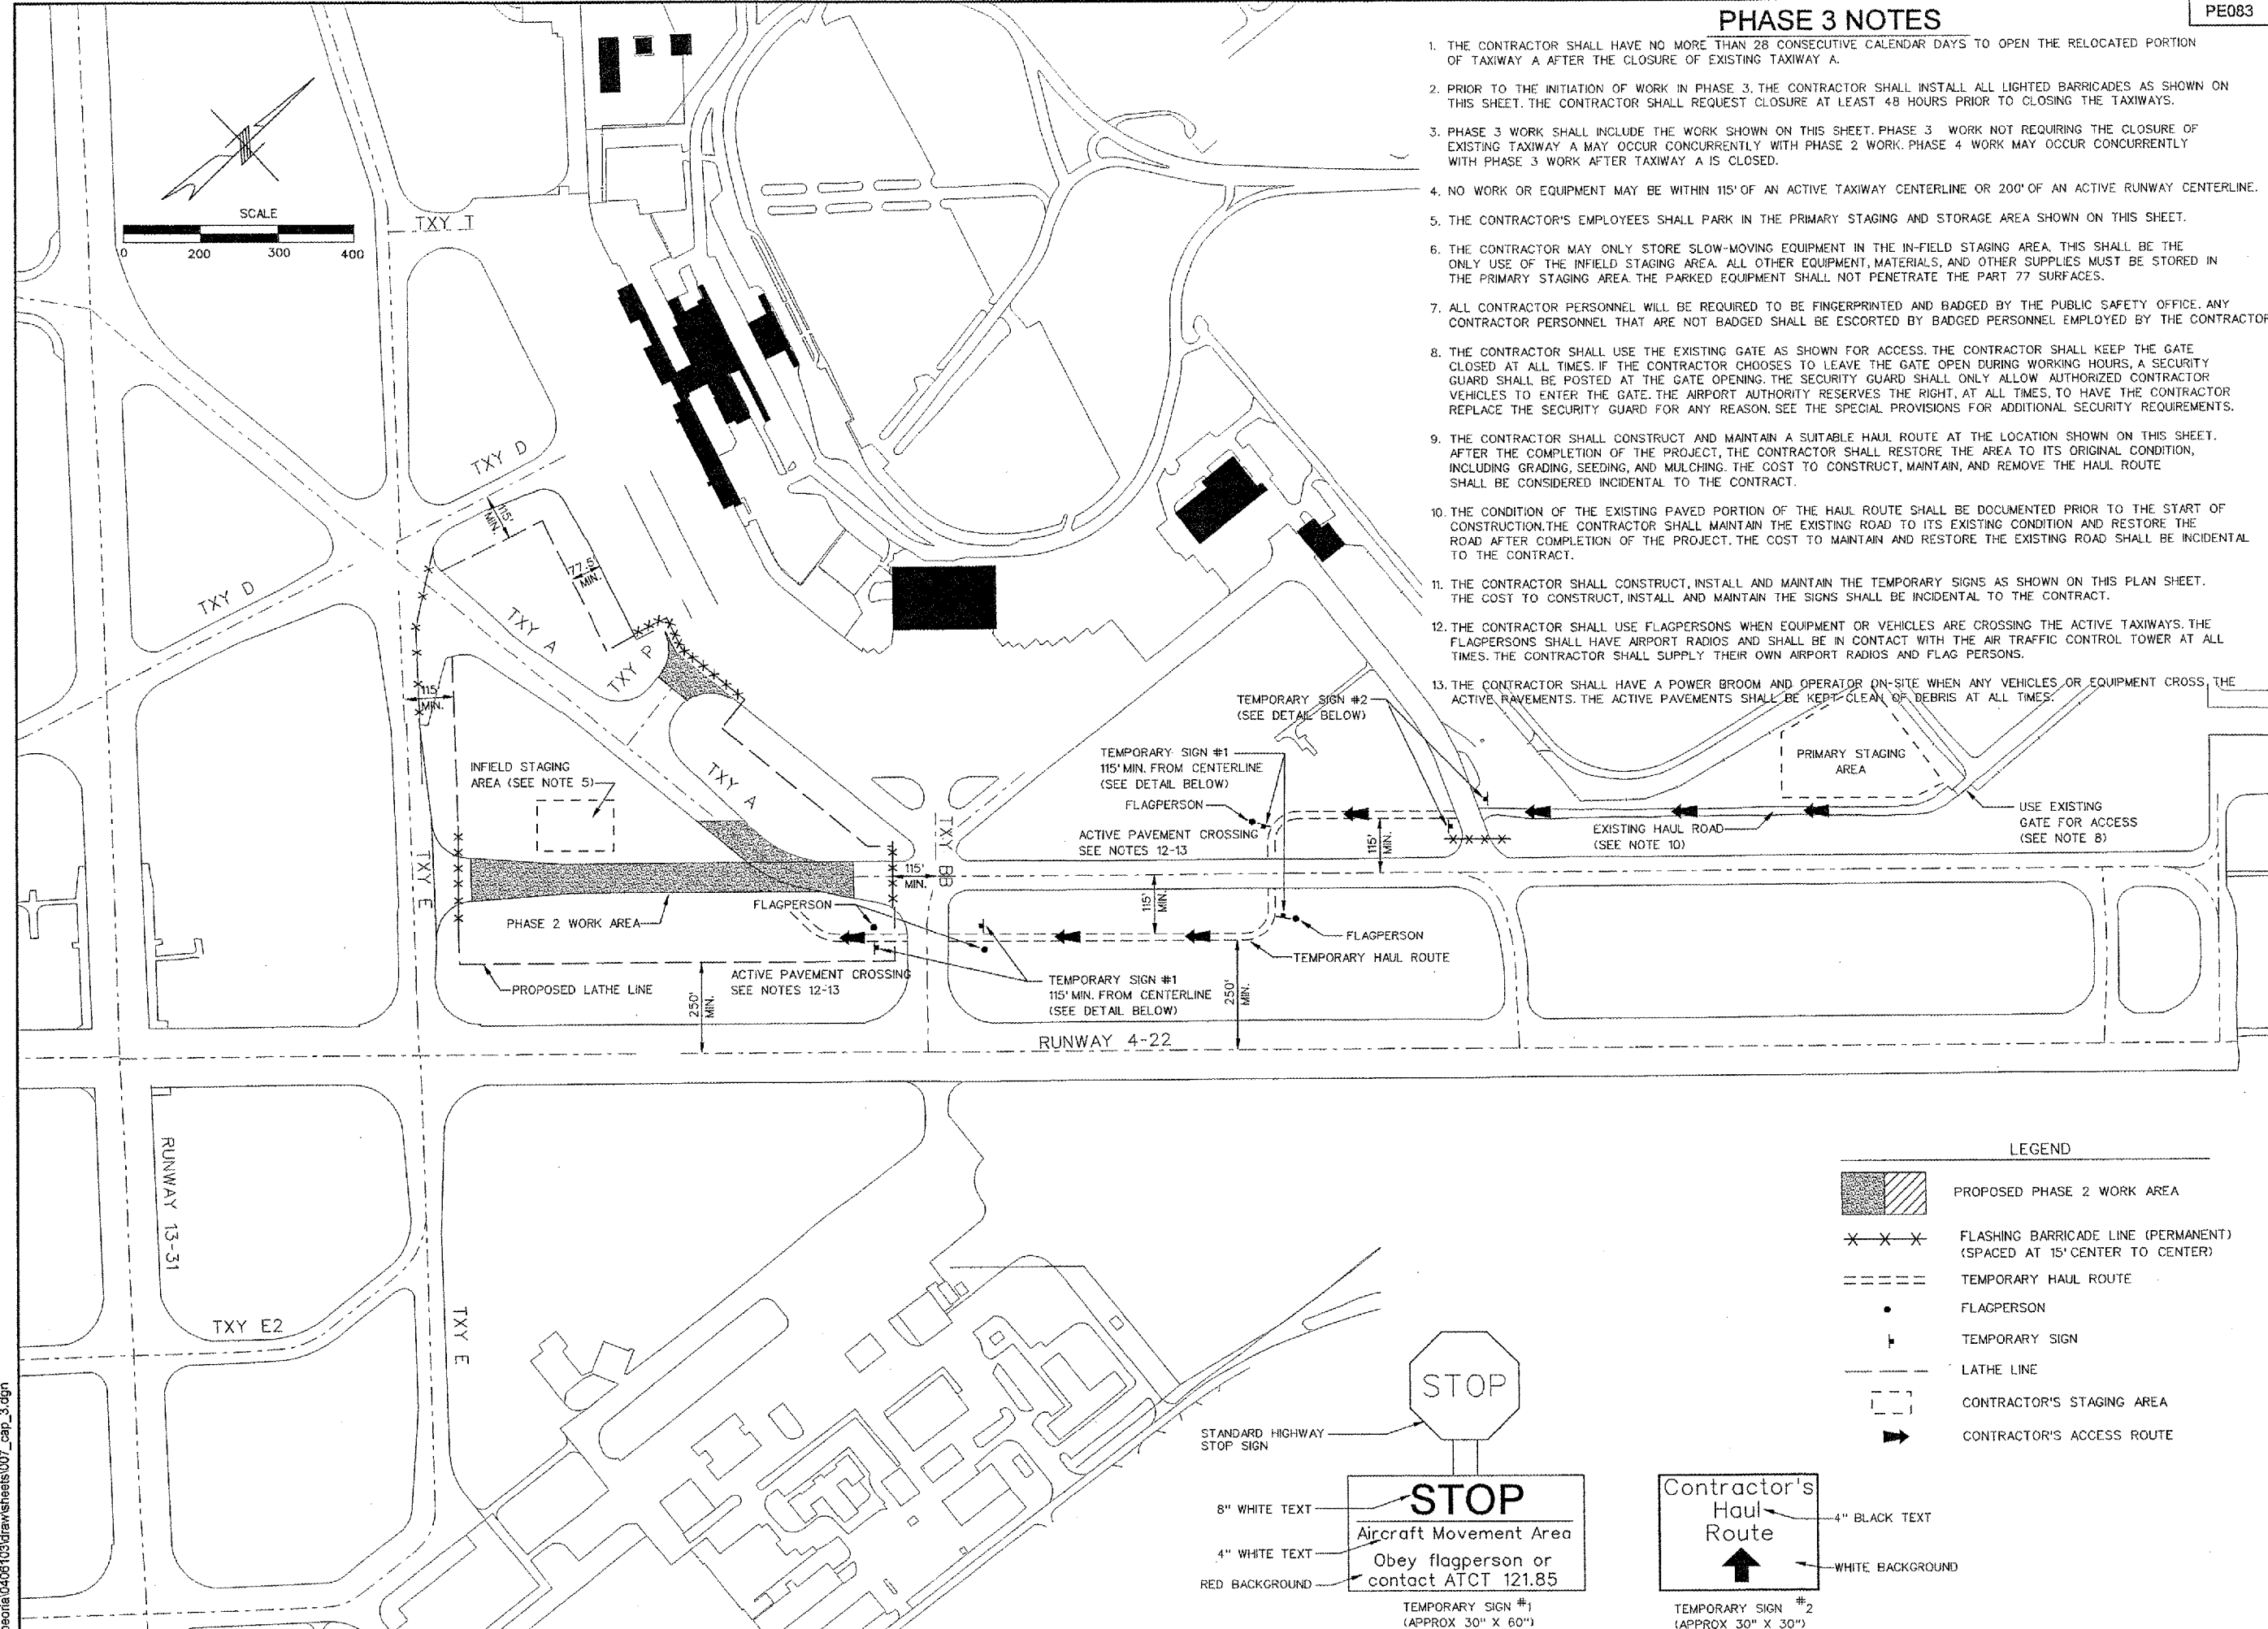 PE083
PHASE 3 NOTES
1. THE CONTRACTOR SHALL HAVE NO MORE THAN 28 CONSECUTIVE CALENDAR DAYS TO OPEN THE RELOCATED PORTION
OF TAXIWAY A AFTER THE CLOSURE OF EXISTING TAXIWAY A.
2. PRIOR TO THE INITIATION OF WORK IN PHASE 3, THE CONTRACTOR SHALL INSTALL ALL LIGHTED BARRICADES AS SHOWN ON
THIS SHEET. THE CONTRACTOR SHALL REQUEST CLOSURE AT LEAST 48 HOURS PRIOR TO CLOSING THE TAXIWAYS.
3. PHASE 3 WORK SHALL INCLUDE THE WORK SHOWN ON THIS SHEET. PHASE 3 WORK NOT REQUIRING THE CLOSURE OF
EXISTING TAXIWAY A MAY OCCUR CONCURRENTLY WITH PHASE 2 WORK. PHASE 4 WORK MAY OCCUR CONCURRENTLY
WITH PHASE 3 WORK AFTER TAXIWAY A IS CLOSED.
4. NO WORK OR EQUIPMENT MAY BE WITHIN 115' OF AN ACTIVE TAXIWAY CENTERLINE OR 200' OF AN ACTIVE RUNWAY CENTERLINE.
5. THE CONTRACTOR'S EMPLOYEES SHALL PARK IN THE PRIMARY STAGING AND STORAGE AREA SHOWN ON THIS SHEET.
6. THE CONTRACTOR MAY ONLY STORE SLOW-MOVING EQUIPMENT IN THE IN-FIELD STAGING AREA. THIS SHALL BE THE
ONLY USE OF THE INFIELD STAGING AREA. ALL OTHER EQUIPMENT, MATERIALS, AND OTHER SUPPLIES MUST BE STORED IN
THE PRIMARY STAGING AREA. THE PARKED EQUIPMENT SHALL NOT PENETRATE THE PART 77 SURFACES.
7. ALL CONTRACTOR PERSONNEL WILL BE REQUIRED TO BE FINGERPRINTED AND BADGED BY THE PUBLIC SAFETY OFFICE. ANY
CONTRACTOR PERSONNEL THAT ARE NOT BADGED SHALL BE ESCORTED BY BADGED PERSONNEL EMPLOYED BY THE CONTRACTOR
8. THE CONTRACTOR SHALL USE THE EXISTING GATE AS SHOWN FOR ACCESS. THE CONTRACTOR SHALL KEEP THE GATE
CLOSED AT ALL TIMES. IF THE CONTRACTOR CHOOSES TO LEAVE THE GATE OPEN DURING WORKING HOURS, A SECURITY
GUARD SHALL BE POSTED AT THE GATE OPENING. THE SECURITY GUARD SHALL ONLY ALLOW AUTHORIZED CONTRACTOR
VEHICLES TO ENTER THE GATE. THE AIRPORT AUTHORITY RESERVES THE RIGHT, AT ALL TIMES, TO HAVE THE CONTRACTOR
REPLACE THE SECURITY GUARD FOR ANY REASON. SEE THE SPECIAL PROVISIONS FOR ADDITIONAL SECURITY REQUIREMENTS.
9. THE CONTRACTOR SHALL CONSTRUCT AND MAINTAIN A SUITABLE HAUL ROUTE AT THE LOCATION SHOWN ON THIS SHEET.
AFTER THE COMPLETION OF THE PROJECT, THE CONTRACTOR SHALL RESTORE THE AREA TO ITS ORIGINAL CONDITION,
INCLUDING GRADING, SEEDING, AND MULCHING. THE COST TO CONSTRUCT, MAINTAIN, AND REMOVE THE HAUL ROUTE
SHALL BE CONSIDERED INCIDENTAL TO THE CONTRACT.
10. THE CONDITION OF THE EXISTING PAVED PORTION OF THE HAUL ROUTE SHALL BE DOCUMENTED PRIOR TO THE START OF
CONSTRUCTION. THE CONTRACTOR SHALL MAINTAIN THE EXISTING ROAD TO ITS EXISTING CONDITION AND RESTORE THE
ROAD AFTER COMPLETION OF THE PROJECT. THE COST TO MAINTAIN AND RESTORE THE EXISTING ROAD SHALL BE INCIDENTAL
TO THE CONTRACT.
11. THE CONTRACTOR SHALL CONSTRUCT, INSTALL AND MAINTAIN THE TEMPORARY SIGNS AS SHOWN ON THIS PLAN SHEET.
THE COST TO CONSTRUCT, INSTALL AND MAINTAIN THE SIGNS SHALL BE INCIDENTAL TO THE CONTRACT.
12. THE CONTRACTOR SHALL USE FLAGPERSONS WHEN EQUIPMENT OR VEHICLES ARE CROSSING THE ACTIVE TAXIWAYS. THE
FLAGPERSONS SHALL HAVE AIRPORT RADIOS AND SHALL BE IN CONTACT WITH THE AIR TRAFFIC CONTROL TOWER AT ALL
TIMES. THE CONTRACTOR SHALL SUPPLY THEIR OWN AIRPORT RADIOS AND FLAG PERSONS.
13. THE CONTRACTOR SHALL HAVE A POWER BROOM AND OPERATOR ON-SITE WHEN ANY VEHICLES OR EQUIPMENT CROSS THE
ACTIVE PAVEMENTS. THE ACTIVE PAVEMENTS SHALL BE KEPT CLEAN OF DEBRIS AT ALL TIMES.
SCALE
0 200 300 400
TXY T
TXY D
115'
MIN.
77.5'
MIN.
TXY D
TXY A
TXY P
115'
MIN.
TXY A
INFIELD STAGING
AREA (SEE NOTE 5)
TEMPORARY SIGN #2
(SEE DETAIL BELOW)
TEMPORARY SIGN #1
115' MIN. FROM CENTERLINE
(SEE DETAIL BELOW)
FLAGPERSON
ACTIVE PAVEMENT CROSSING
SEE NOTES 12-13
PRIMARY STAGING
AREA
USE EXISTING
GATE FOR ACCESS
(SEE NOTE 8)
EXISTING HAUL ROAD
(SEE NOTE 10)
115'
MIN.
TXY E
TXY BB
115'
MIN.
115'
MIN.
PHASE 2 WORK AREA
FLAGPERSON
FLAGPERSON
TEMPORARY HAUL ROUTE
PROPOSED LATHE LINE
250'
MIN.
ACTIVE PAVEMENT CROSSING
SEE NOTES 12-13
TEMPORARY SIGN #1
115' MIN. FROM CENTERLINE
(SEE DETAIL BELOW)
250'
MIN.
RUNWAY 4-22
RUNWAY 13-31
TXY E2
TXY E
LEGEND
PROPOSED PHASE 2 WORK AREA
FLASHING BARRICADE LINE (PERMANENT)
(SPACED AT 15' CENTER TO CENTER)
TEMPORARY HAUL ROUTE
FLAGPERSON
TEMPORARY SIGN
LATHE LINE
CONTRACTOR'S STAGING AREA
CONTRACTOR'S ACCESS ROUTE
STOP
STANDARD HIGHWAY
STOP SIGN
8" WHITE TEXT
STOP
Aircraft Movement Area
4" WHITE TEXT
Obey flagperson or
contact ATCT 121.85
RED BACKGROUND
TEMPORARY SIGN #1
(APPROX 30" X 60")
Contractor's
Haul
Route
4" BLACK TEXT
WHITE BACKGROUND
TEMPORARY SIGN #2
(APPROX 30" X 30")
peoria\0406103\draw\sheets\007_cap_3.dgn